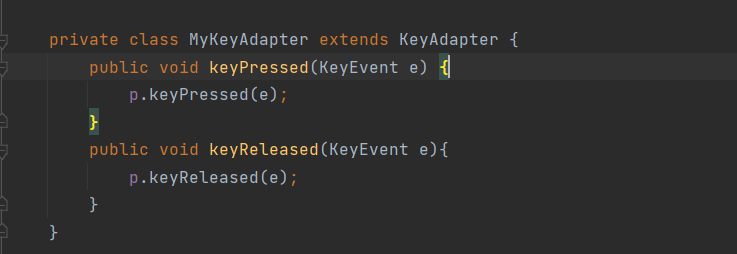 private class MyKeyAdapter extends KeyAdapter {
    public void keyPressed(KeyEvent e) {
        p.keyPressed(e);
    }
    public void keyReleased(KeyEvent e){
        p.keyReleased(e);
    }
}